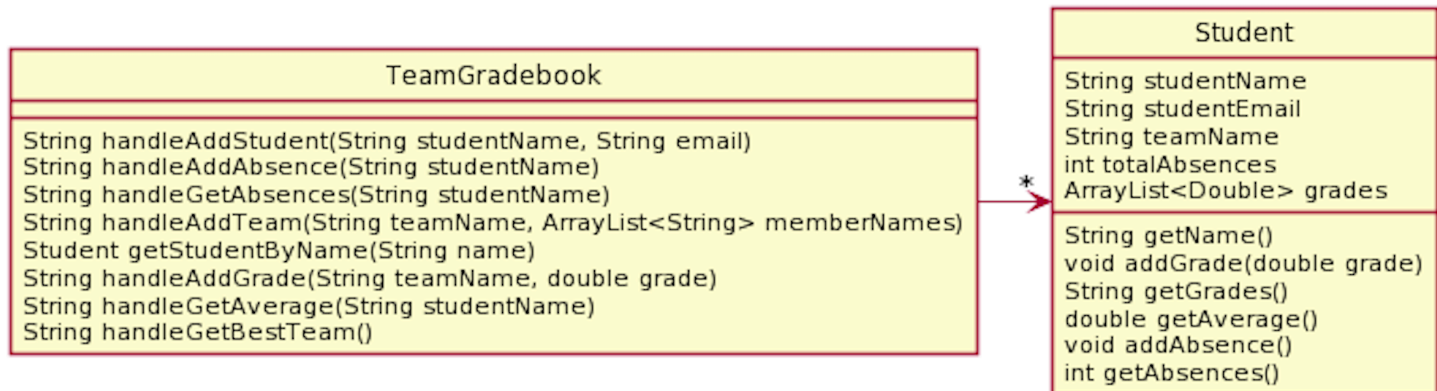 TeamGradebook
String handleAddStudent(String studentName, String email)
String handleAddAbsence(String studentName)
String handleGetAbsences(String studentName)
String handleAddTeam(String teamName, ArrayList<String> memberNames)
Student getStudentByName(String name)
String handleAddGrade(String teamName, double grade)
String handleGetAverage(String studentName)
String handleGetBestTeam()
*
Student
String studentName
String studentEmail
String teamName
int totalAbsences
ArrayList<Double> grades
String getName()
void addGrade(double grade)
String getGrades()
double getAverage()
void addAbsence()
int getAbsences()